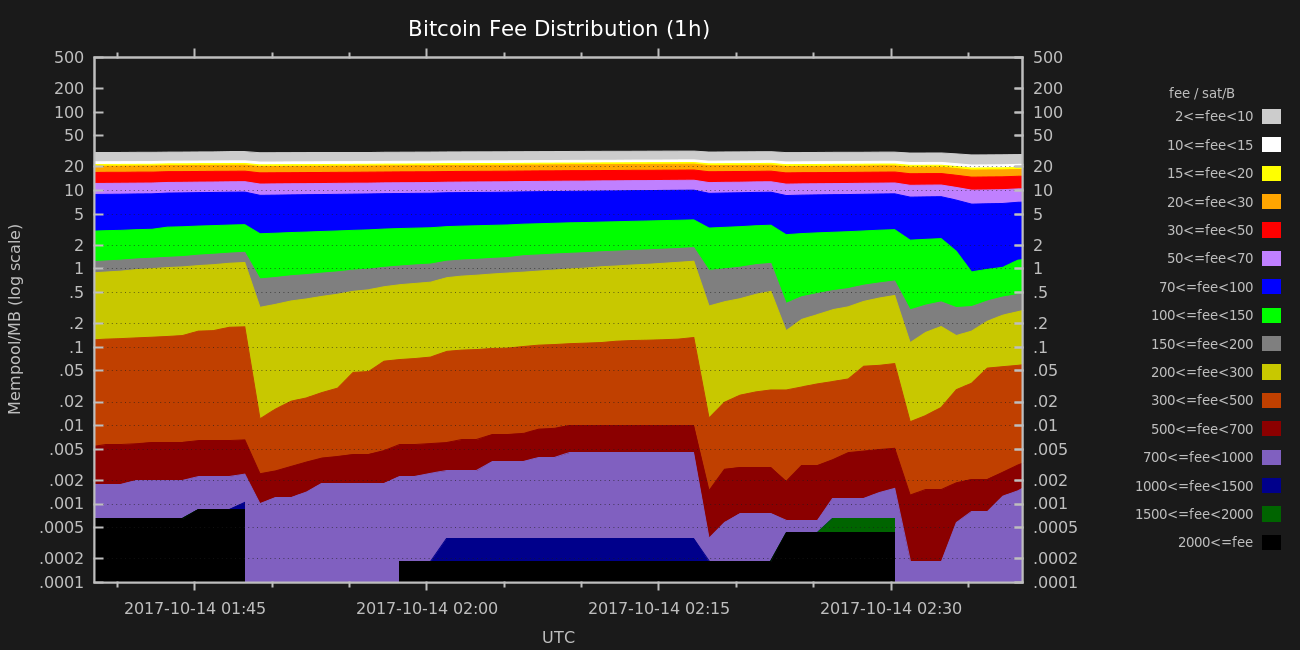 Bitcoin Fee Distribution (1h)
500 500
200 200
100 100
50 50
20 20
10 10
5 5
2 2
1 1
.5 .5
.2 .2
.1 .1
.05 .05
.02 .02
.01 .01
.005 .005
.002 .002
.001 .001
.0005 .0005
.0002 .0002
.0001 .0001
Mempool/MB (log scale)
2017-10-14 01:45 2017-10-14 02:00 2017-10-14 02:15 2017-10-14 02:30
UTC
fee / sat/B
2<=fee<10
10<=fee<15
15<=fee<20
20<=fee<30
30<=fee<50
50<=fee<70
70<=fee<100
100<=fee<150
150<=fee<200
200<=fee<300
300<=fee<500
500<=fee<700
700<=fee<1000
1000<=fee<1500
1500<=fee<2000
2000<=fee